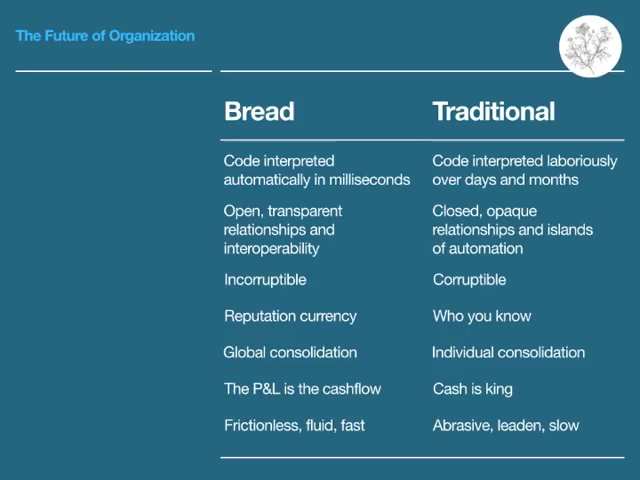 The Future of Organization
Bread
Traditional
Code interpreted
automatically in milliseconds
Code interpreted laboriously
over days and months
Open, transparent
relationships and
interoperability
Closed, opaque
relationships and islands
of automation
Incorruptible
Corruptible
Reputation currency
Who you know
Global consolidation
Individual consolidation
The P&L is the cashflow
Cash is king
Frictionless, fluid, fast
Abrasive, leaden, slow